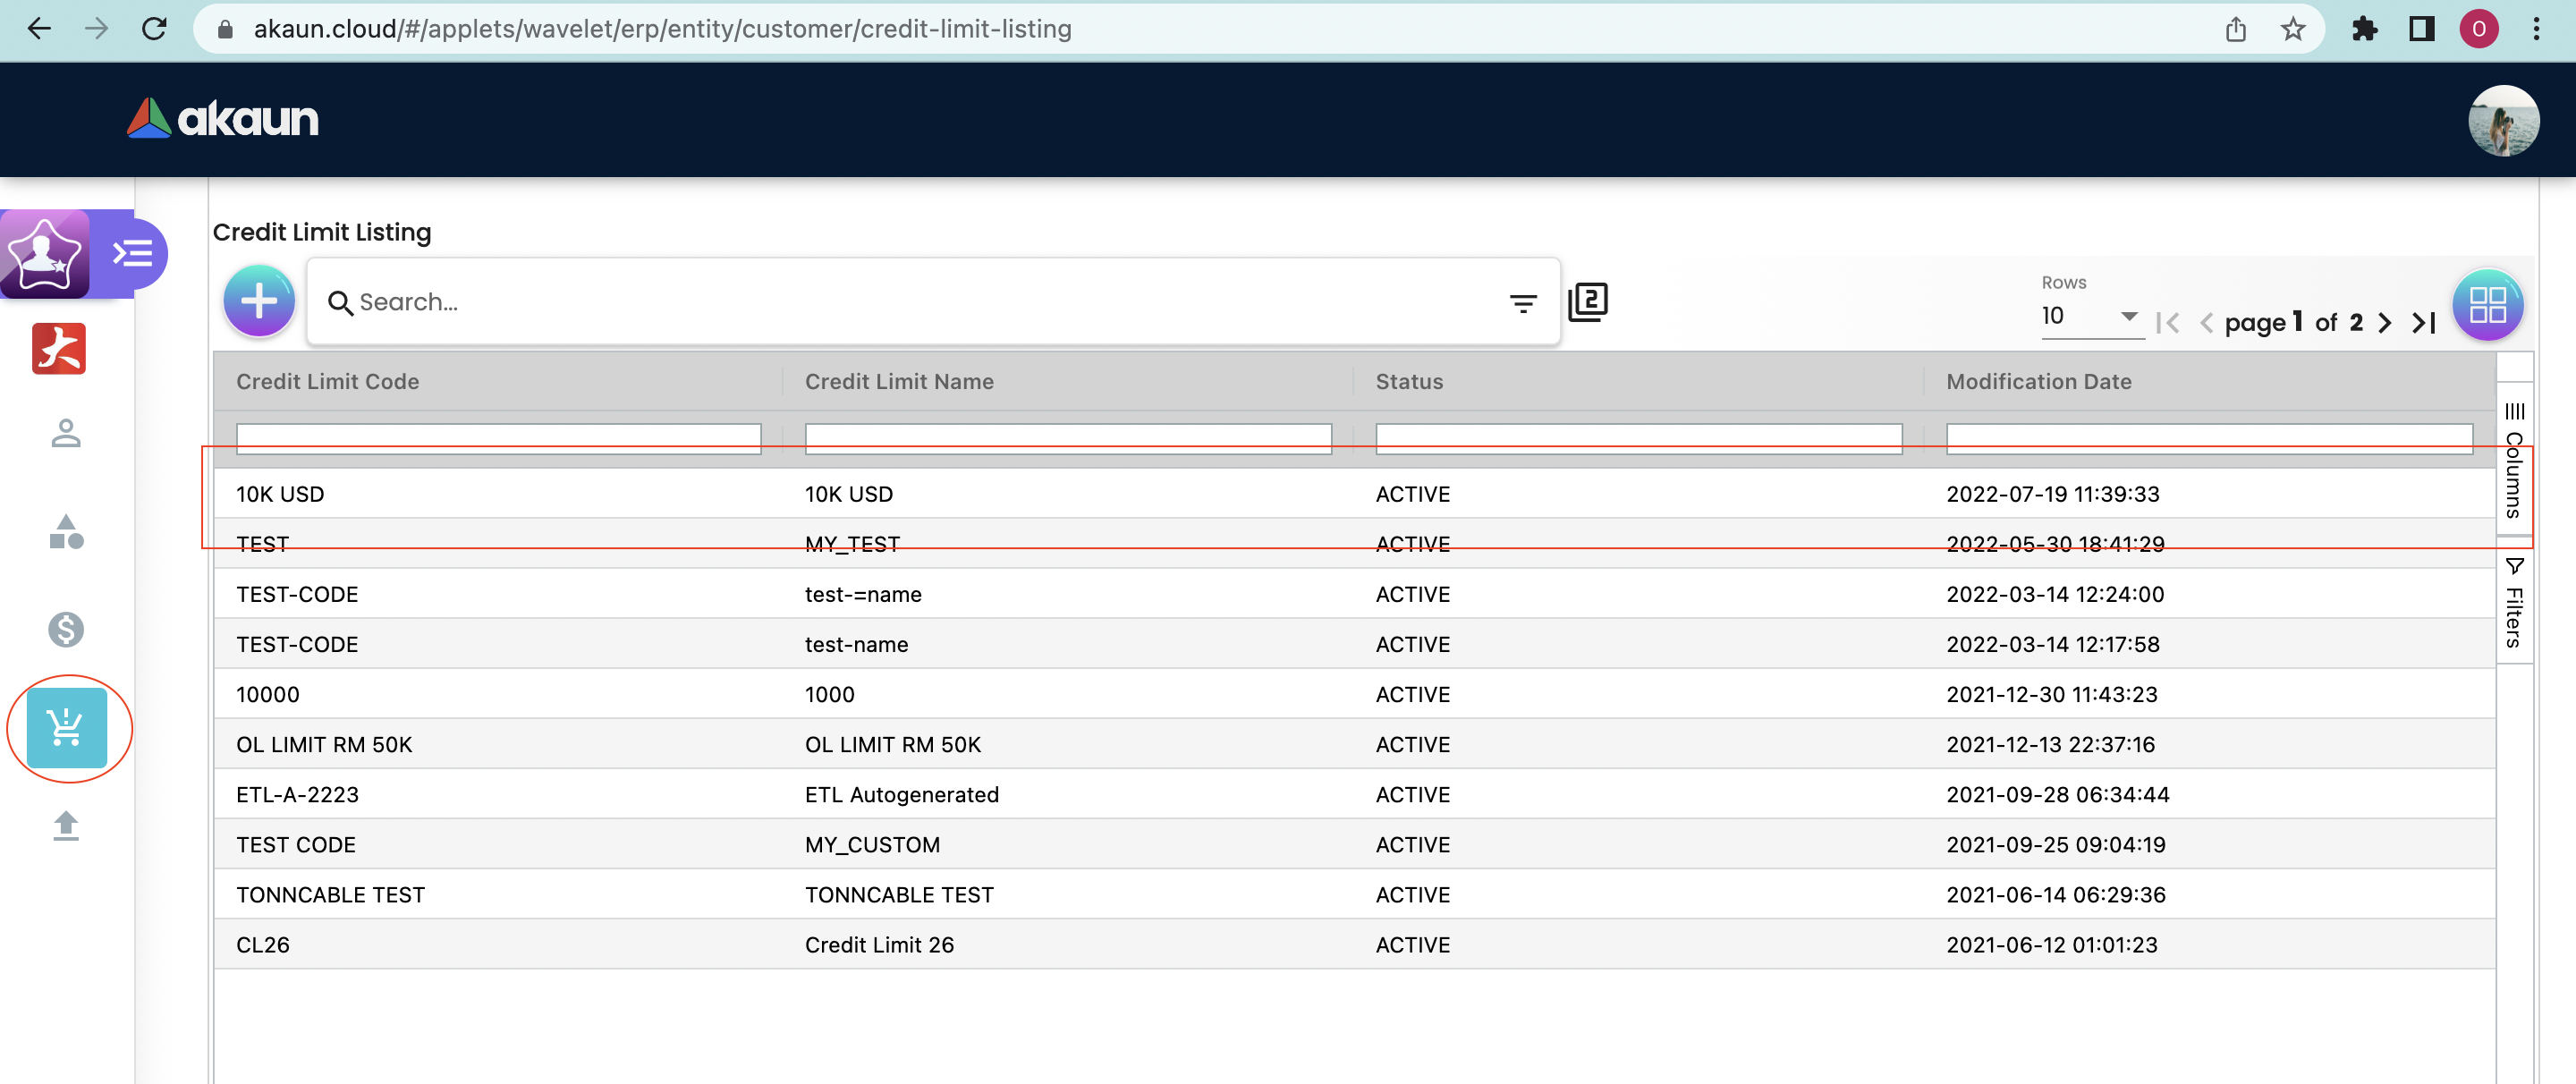 akaun.cloud/#/applets/wavelet/erp/entity/customer/credit-limit-listing
O
akaun
Credit Limit Listing
Search...
2
Rows
10
page 1 of 2
Credit Limit Code Credit Limit Name Status Modification Date
Columns
Filters
10K USD 10K USD ACTIVE 2022-07-19 11:39:33
TEST MY_TEST ACTIVE 2022-05-30 18:41:29
TEST-CODE test-=name ACTIVE 2022-03-14 12:24:00
TEST-CODE test-name ACTIVE 2022-03-14 12:17:58
10000 1000 ACTIVE 2021-12-30 11:43:23
OL LIMIT RM 50K OL LIMIT RM 50K ACTIVE 2021-12-13 22:37:16
ETL-A-2223 ETL Autogenerated ACTIVE 2021-09-28 06:34:44
TEST CODE MY_CUSTOM ACTIVE 2021-09-25 09:04:19
TONNCABLE TEST TONNCABLE TEST ACTIVE 2021-06-14 06:29:36
CL26 Credit Limit 26 ACTIVE 2021-06-12 01:01:23